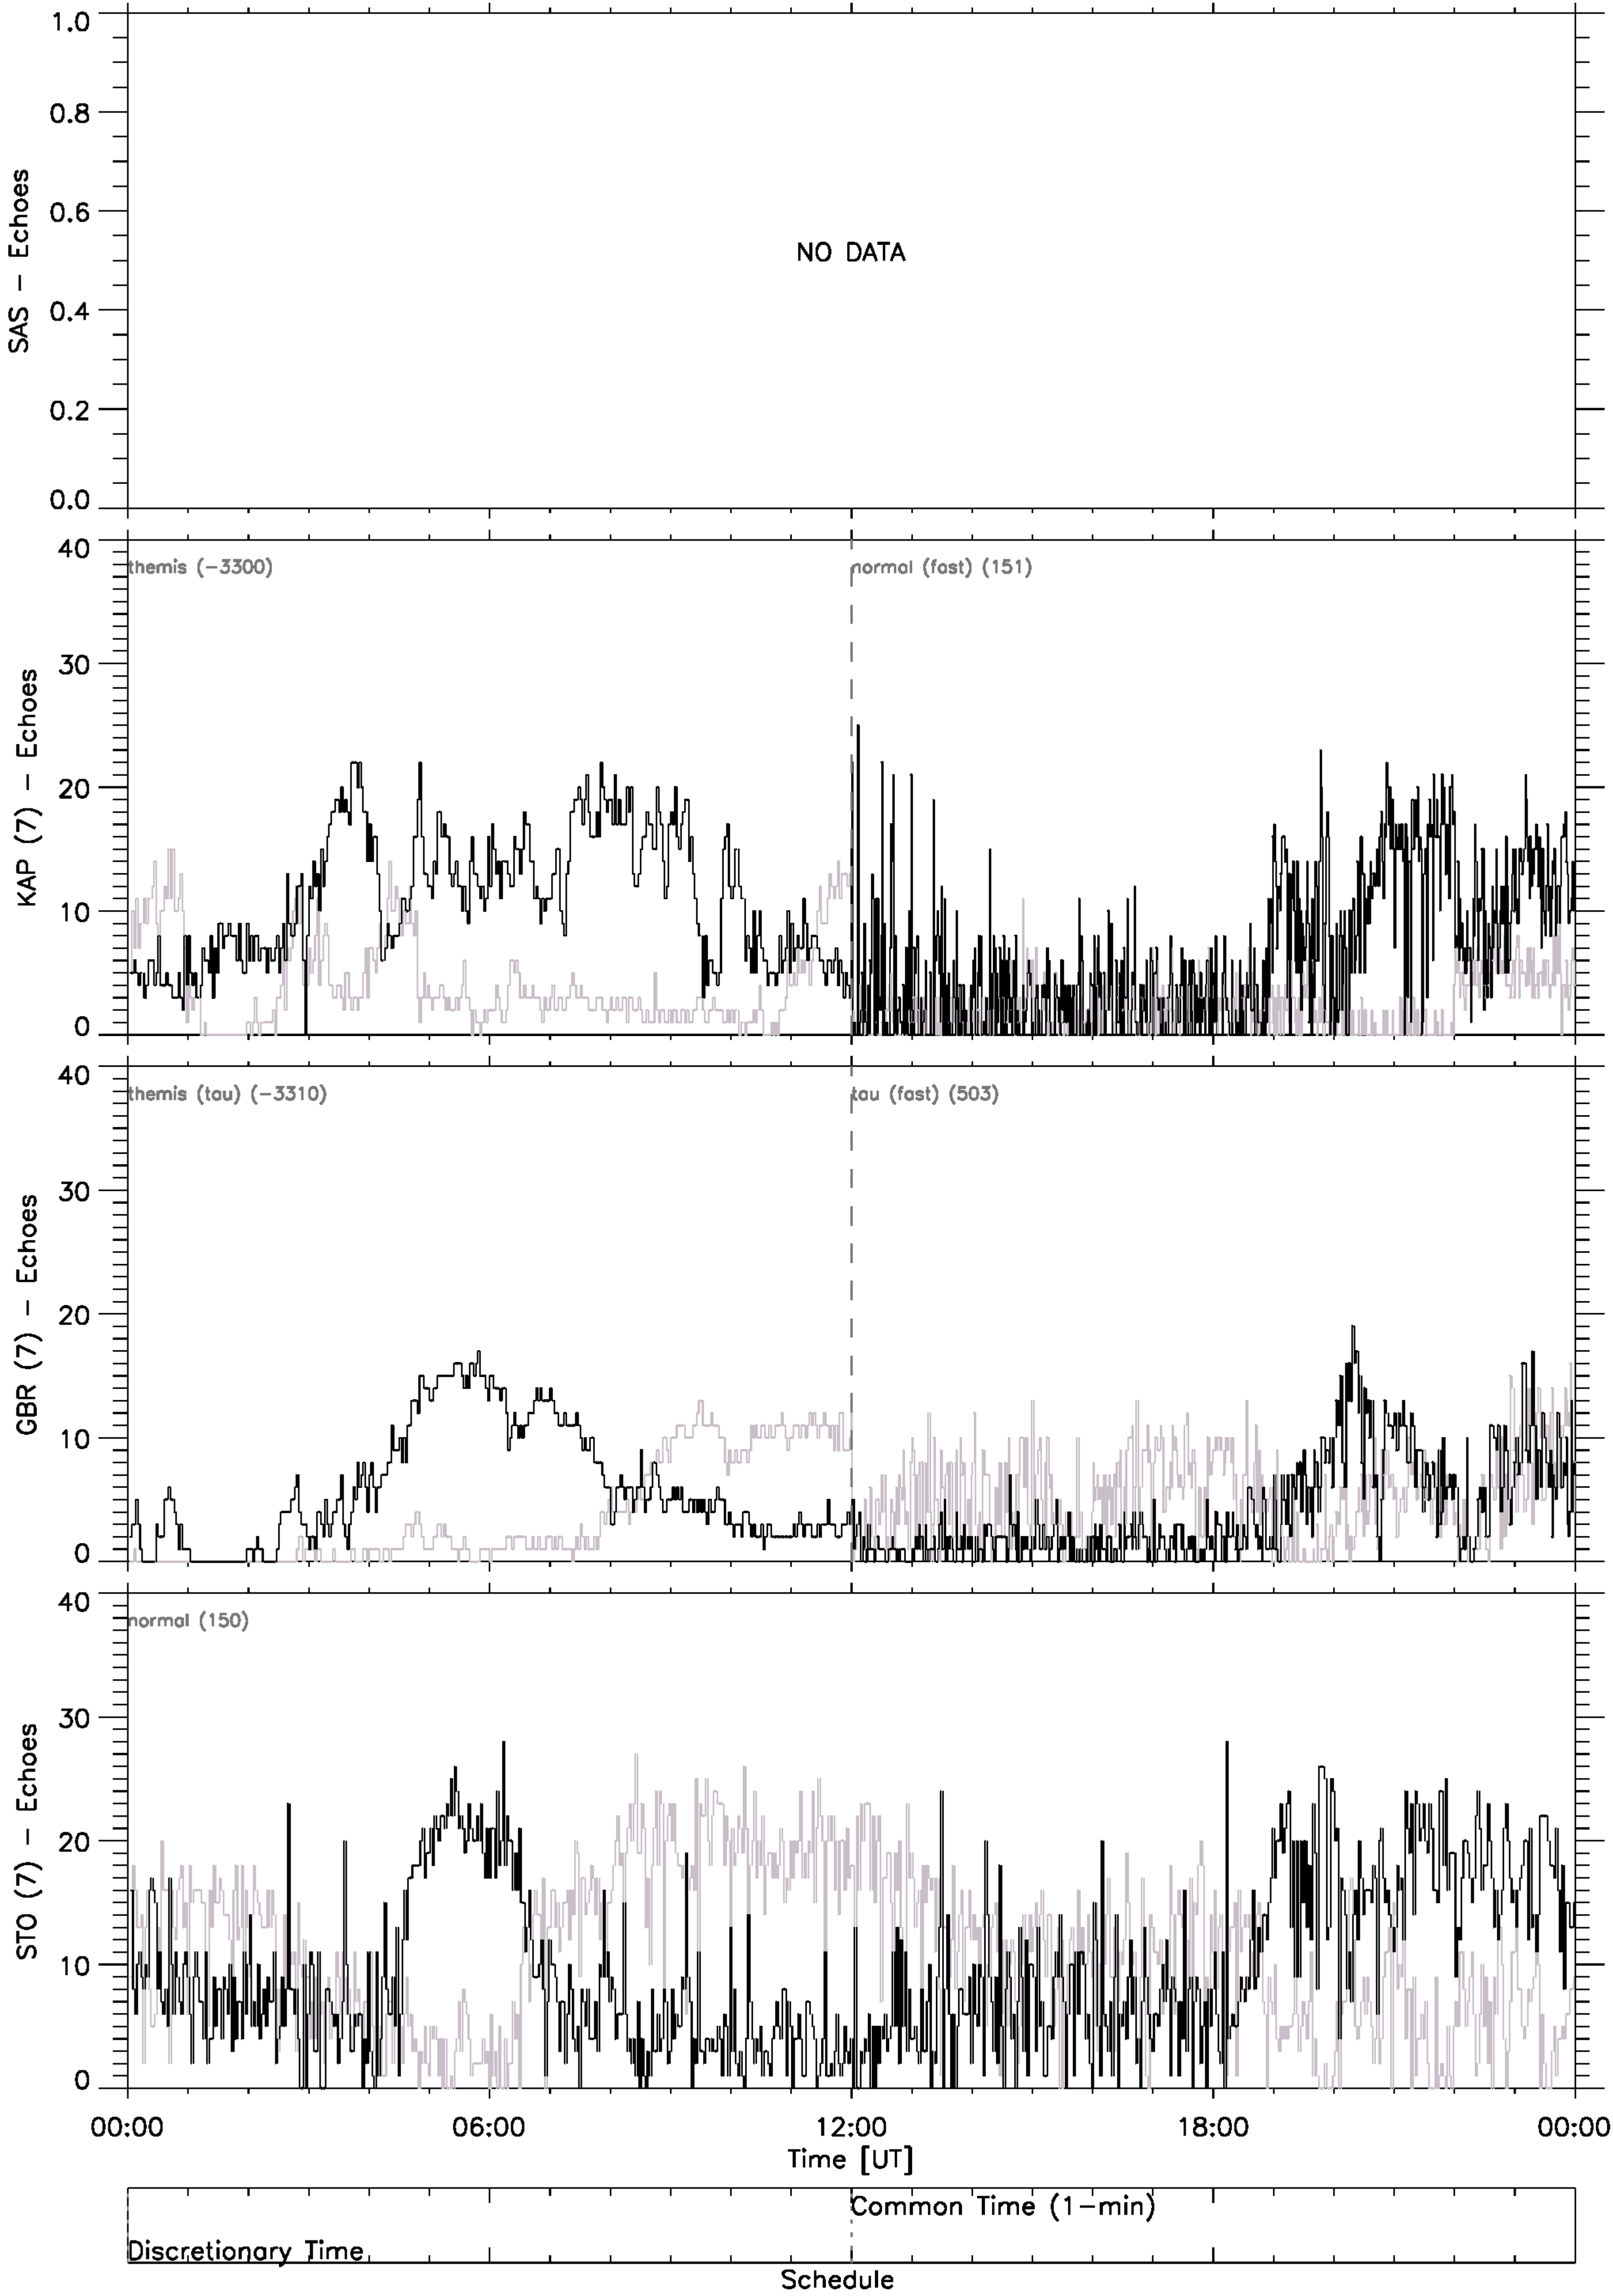 1.0
0.8
0.6
0.4
0.2
0.0
SAS - Echoes
NO DATA
40
30
20
10
0
KAP (7) - Echoes
themis (-3300)
normal (fast) (151)
40
30
20
10
0
GBR (7) - Echoes
themis (tau) (-3310)
tau (fast) (503)
40
30
20
10
0
STO (7) - Echoes
normal (150)
00:00
06:00
12:00
18:00
00:00
Time [UT]
Common Time (1-min)
Discretionary Time
Schedule